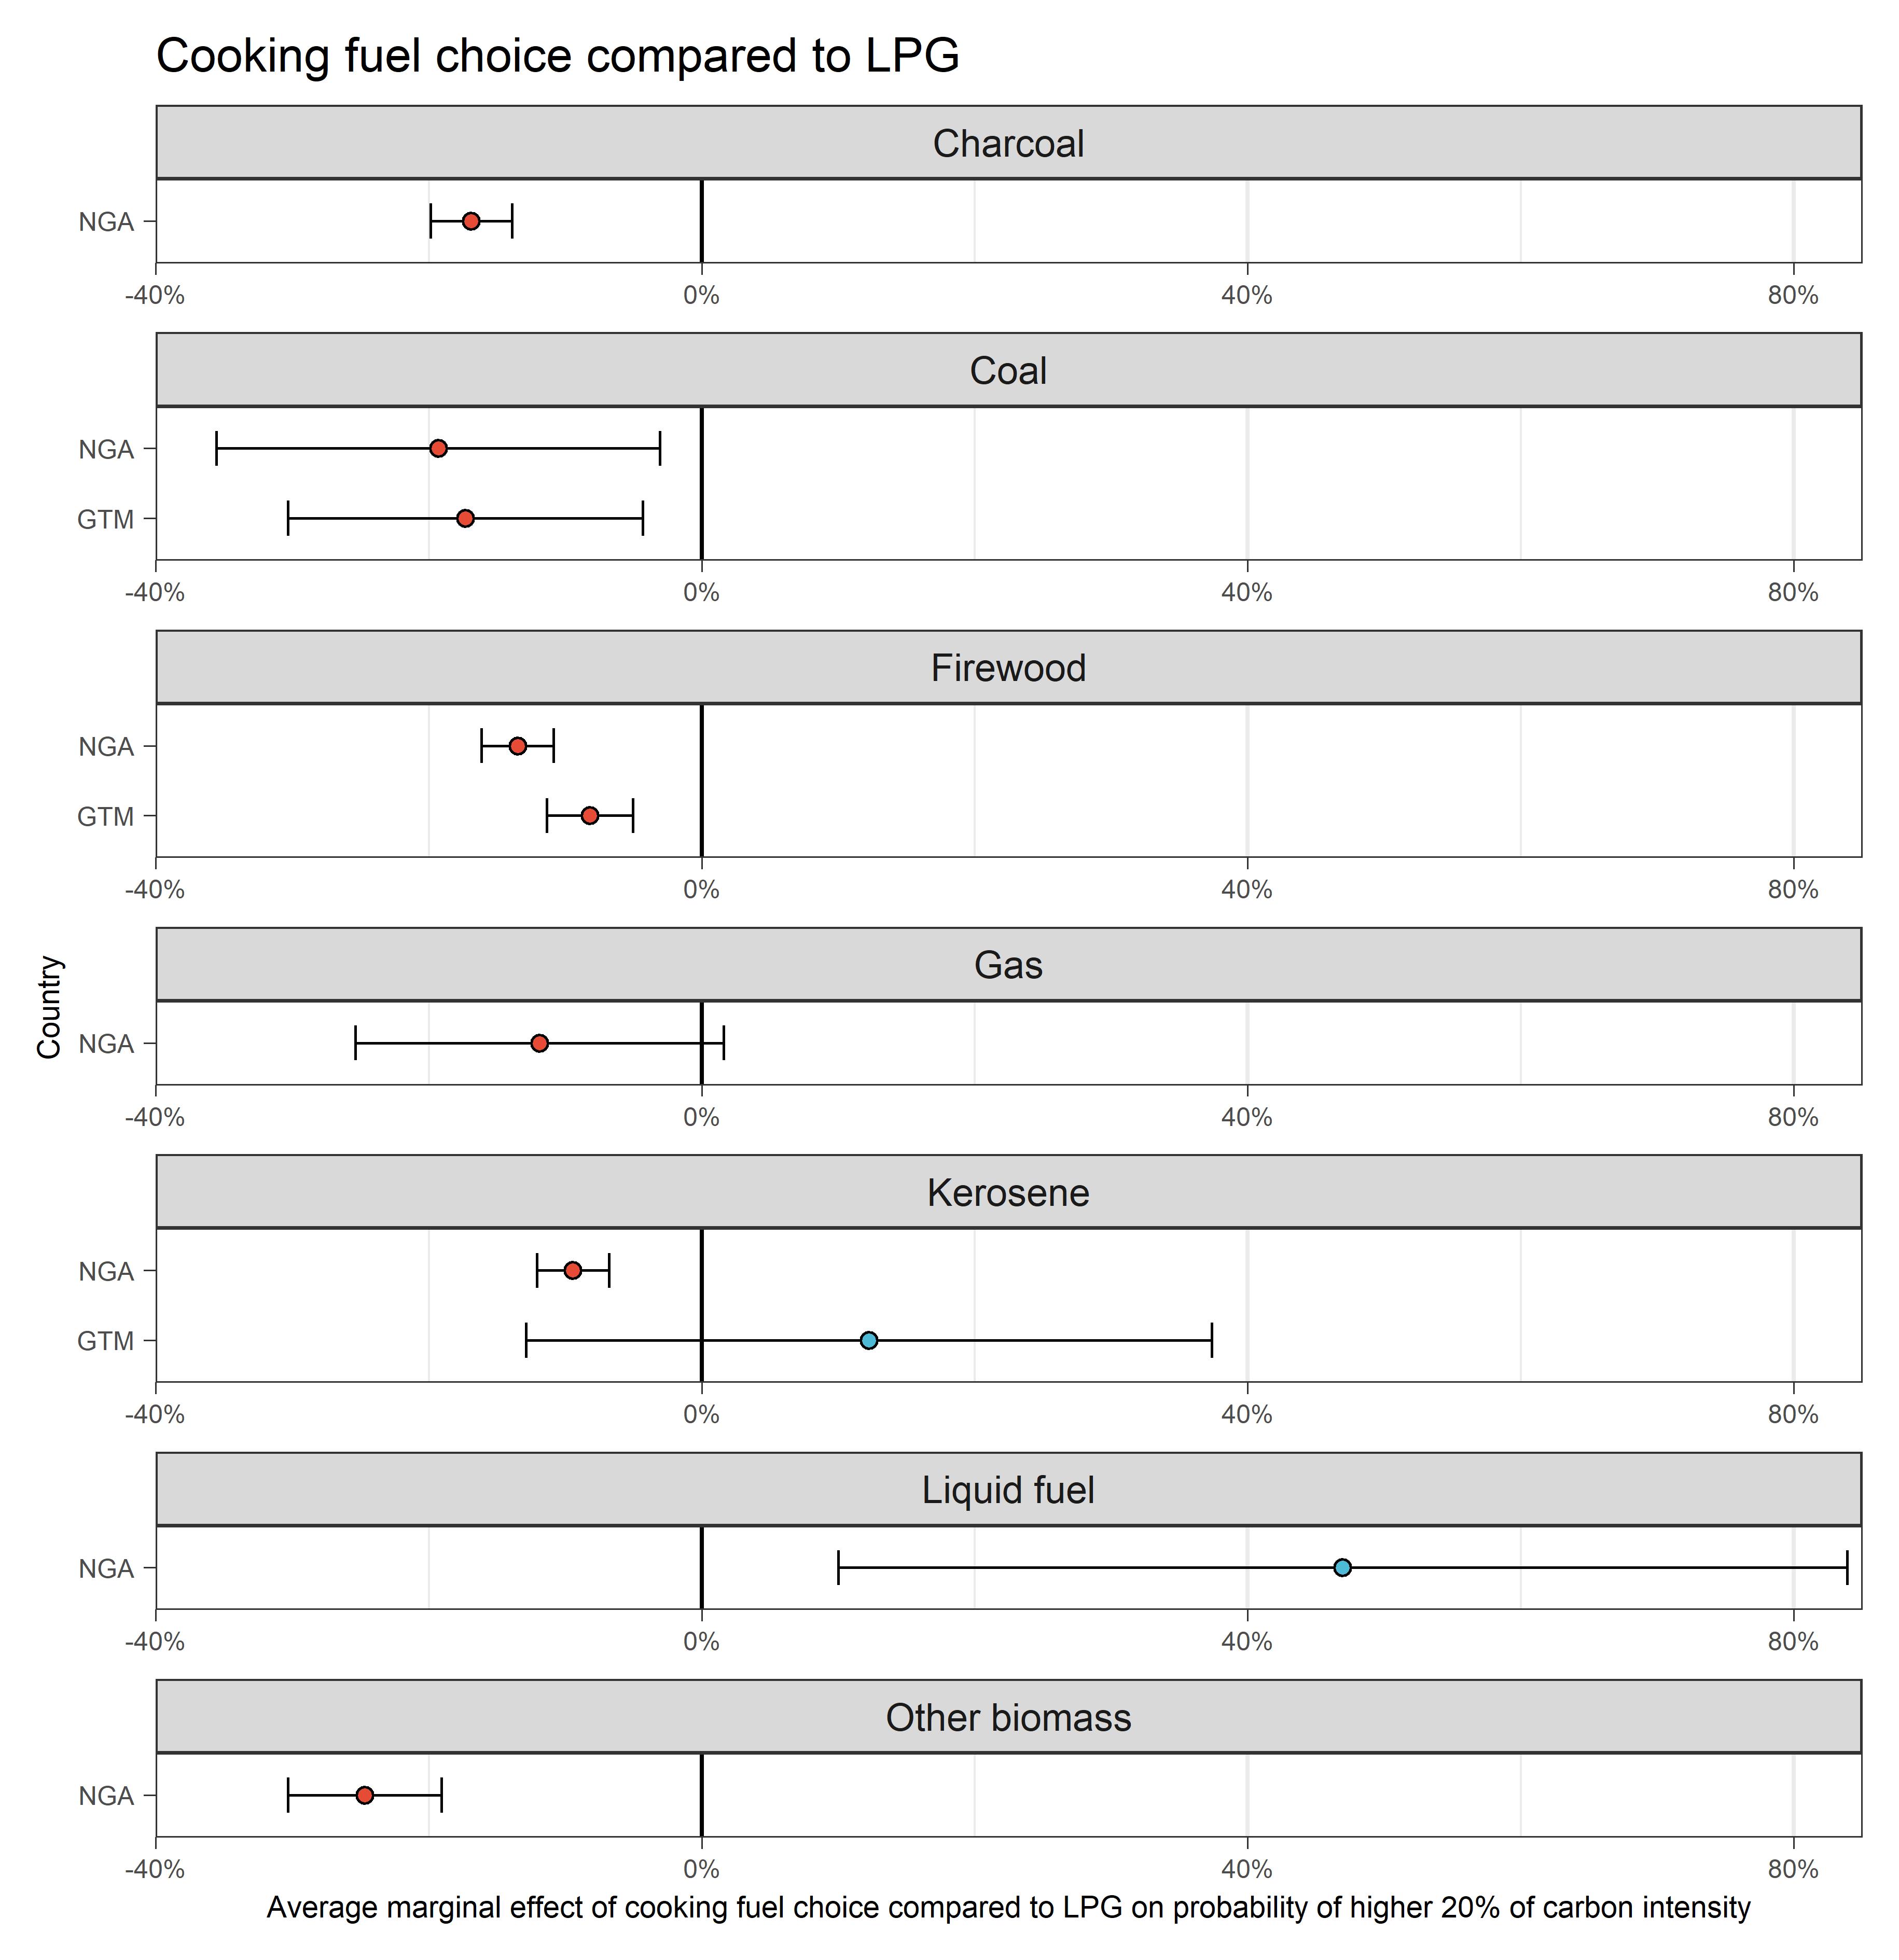 Cooking fuel choice compared to LPG
Charcoal
NGA
-40% 0% 40% 80%
Coal
NGA
GTM
-40% 0% 40% 80%
Firewood
NGA
GTM
-40% 0% 40% 80%
Country
Gas
NGA
-40% 0% 40% 80%
Kerosene
NGA
GTM
-40% 0% 40% 80%
Liquid fuel
NGA
-40% 0% 40% 80%
Other biomass
NGA
-40% 0% 40% 80%
Average marginal effect of cooking fuel choice compared to LPG on probability of higher 20% of carbon intensity